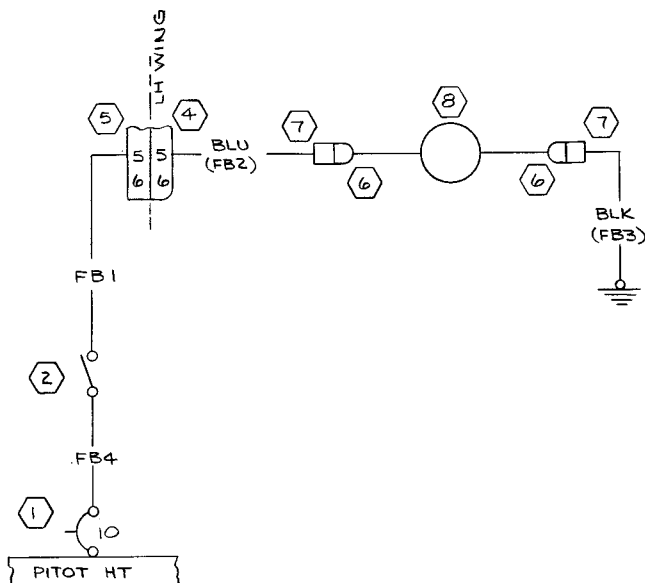 LH WING
8
5
4
7
7
BLU
(FB2)
5 5
6 6
6
6
BLK
(FB3)
FB1
2
FB4
1
10
PITOT HT